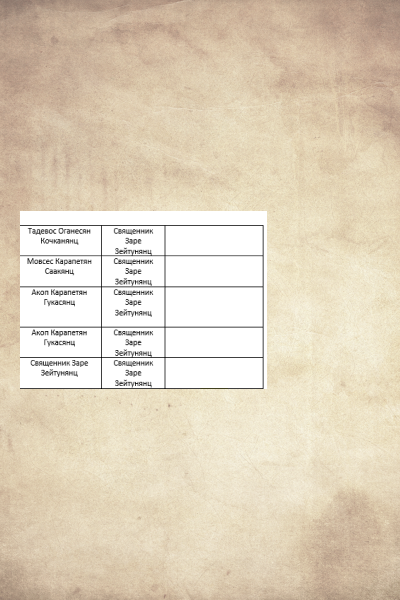 Тадевос Оганесян
Кочканянц
Священник
Заре
Зейтунянц
Мовсес Карапетян
Саакянц
Священник
Заре
Зейтунянц
Акоп Карапетян
Гукасянц
Священник
Заре
Зейтунянц
Акоп Карапетян
Гукасянц
Священник
Заре
Зейтунянц
Священник Заре
Зейтунянц
Священник
Заре
Зейтунянц